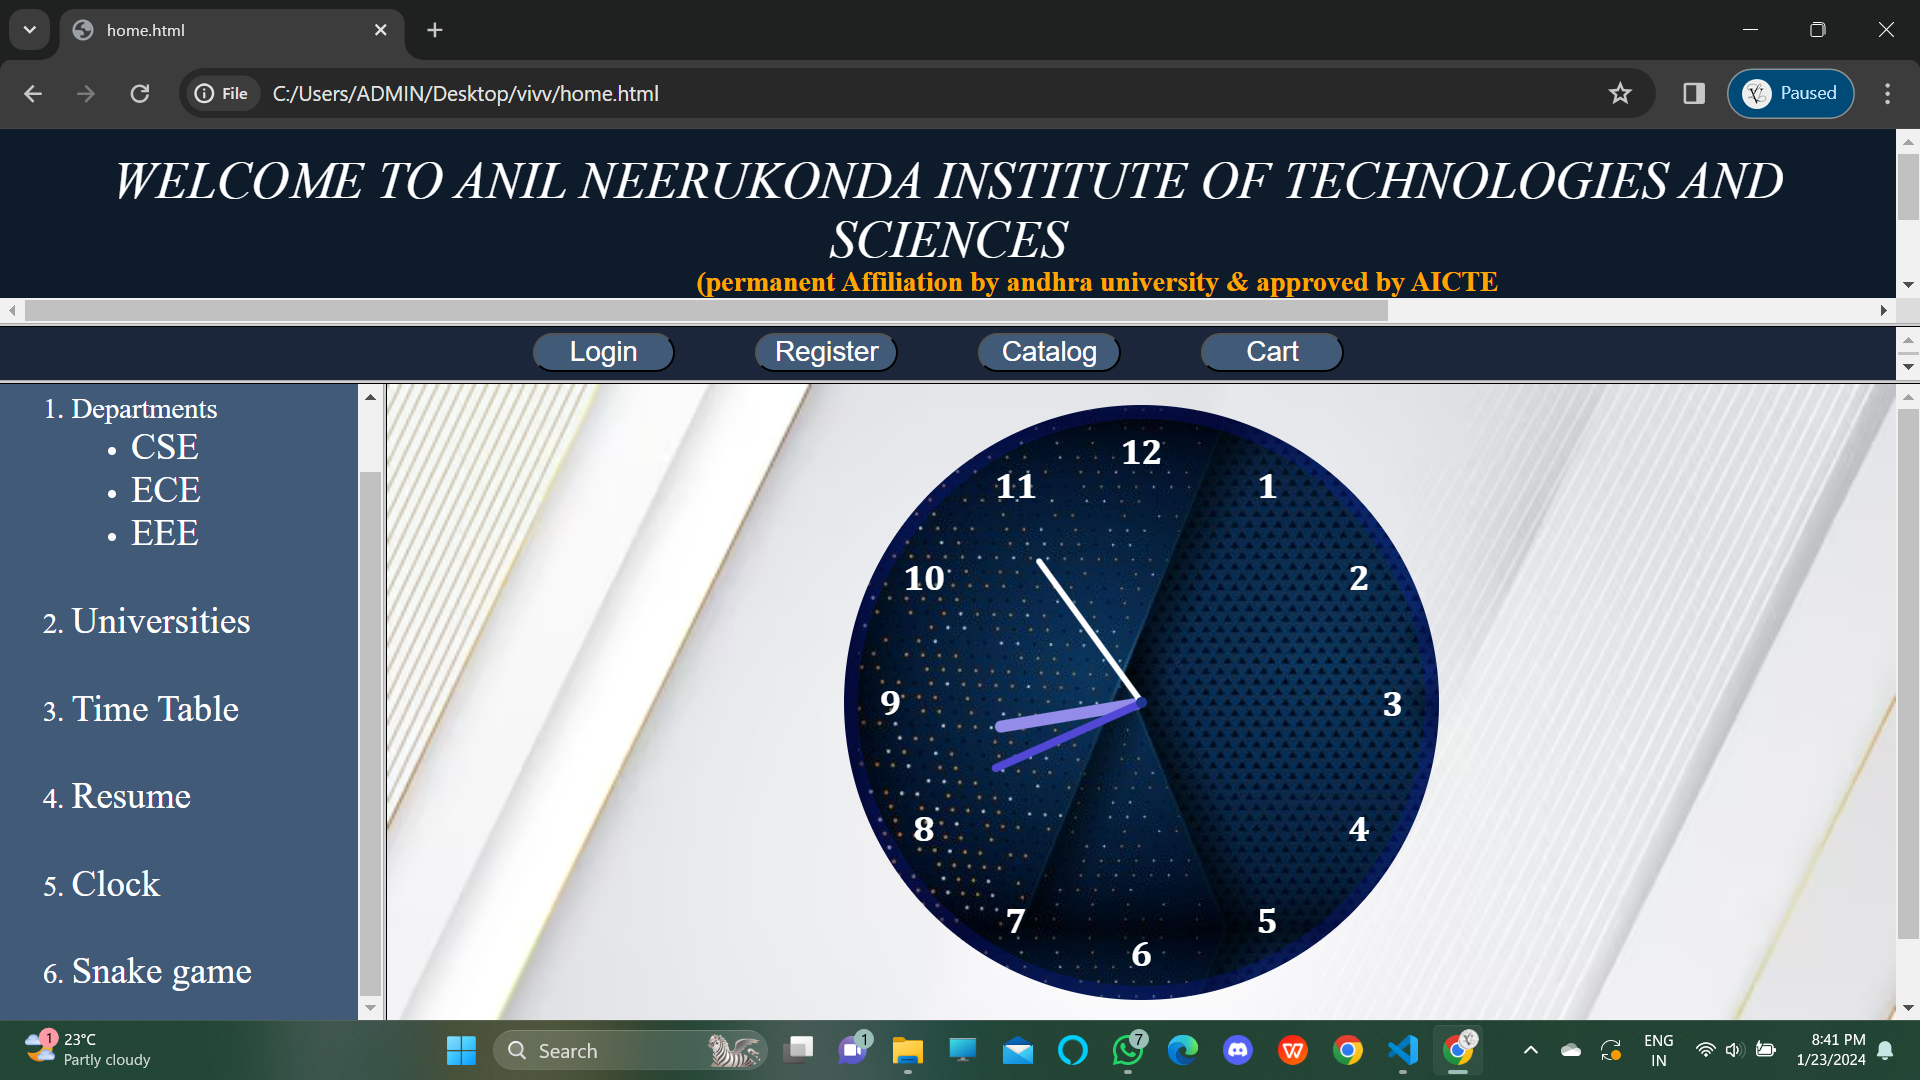 home.html
File
C:/Users/ADMIN/Desktop/vivv/home.html
Paused
WELCOME TO ANIL NEERUKONDA INSTITUTE OF TECHNOLOGIES AND
SCIENCES
(permanent Affiliation by andhra university & approved by AICTE
Login
Register
Catalog
Cart
1. Departments
• CSE
• ECE
• EEE
2. Universities
3. Time Table
4. Resume
5. Clock
6. Snake game
12
1
2
3
4
5
6
7
8
9
10
11
1
23°C
Partly cloudy
Search
1
7
ENG
IN
8:41 PM
1/23/2024